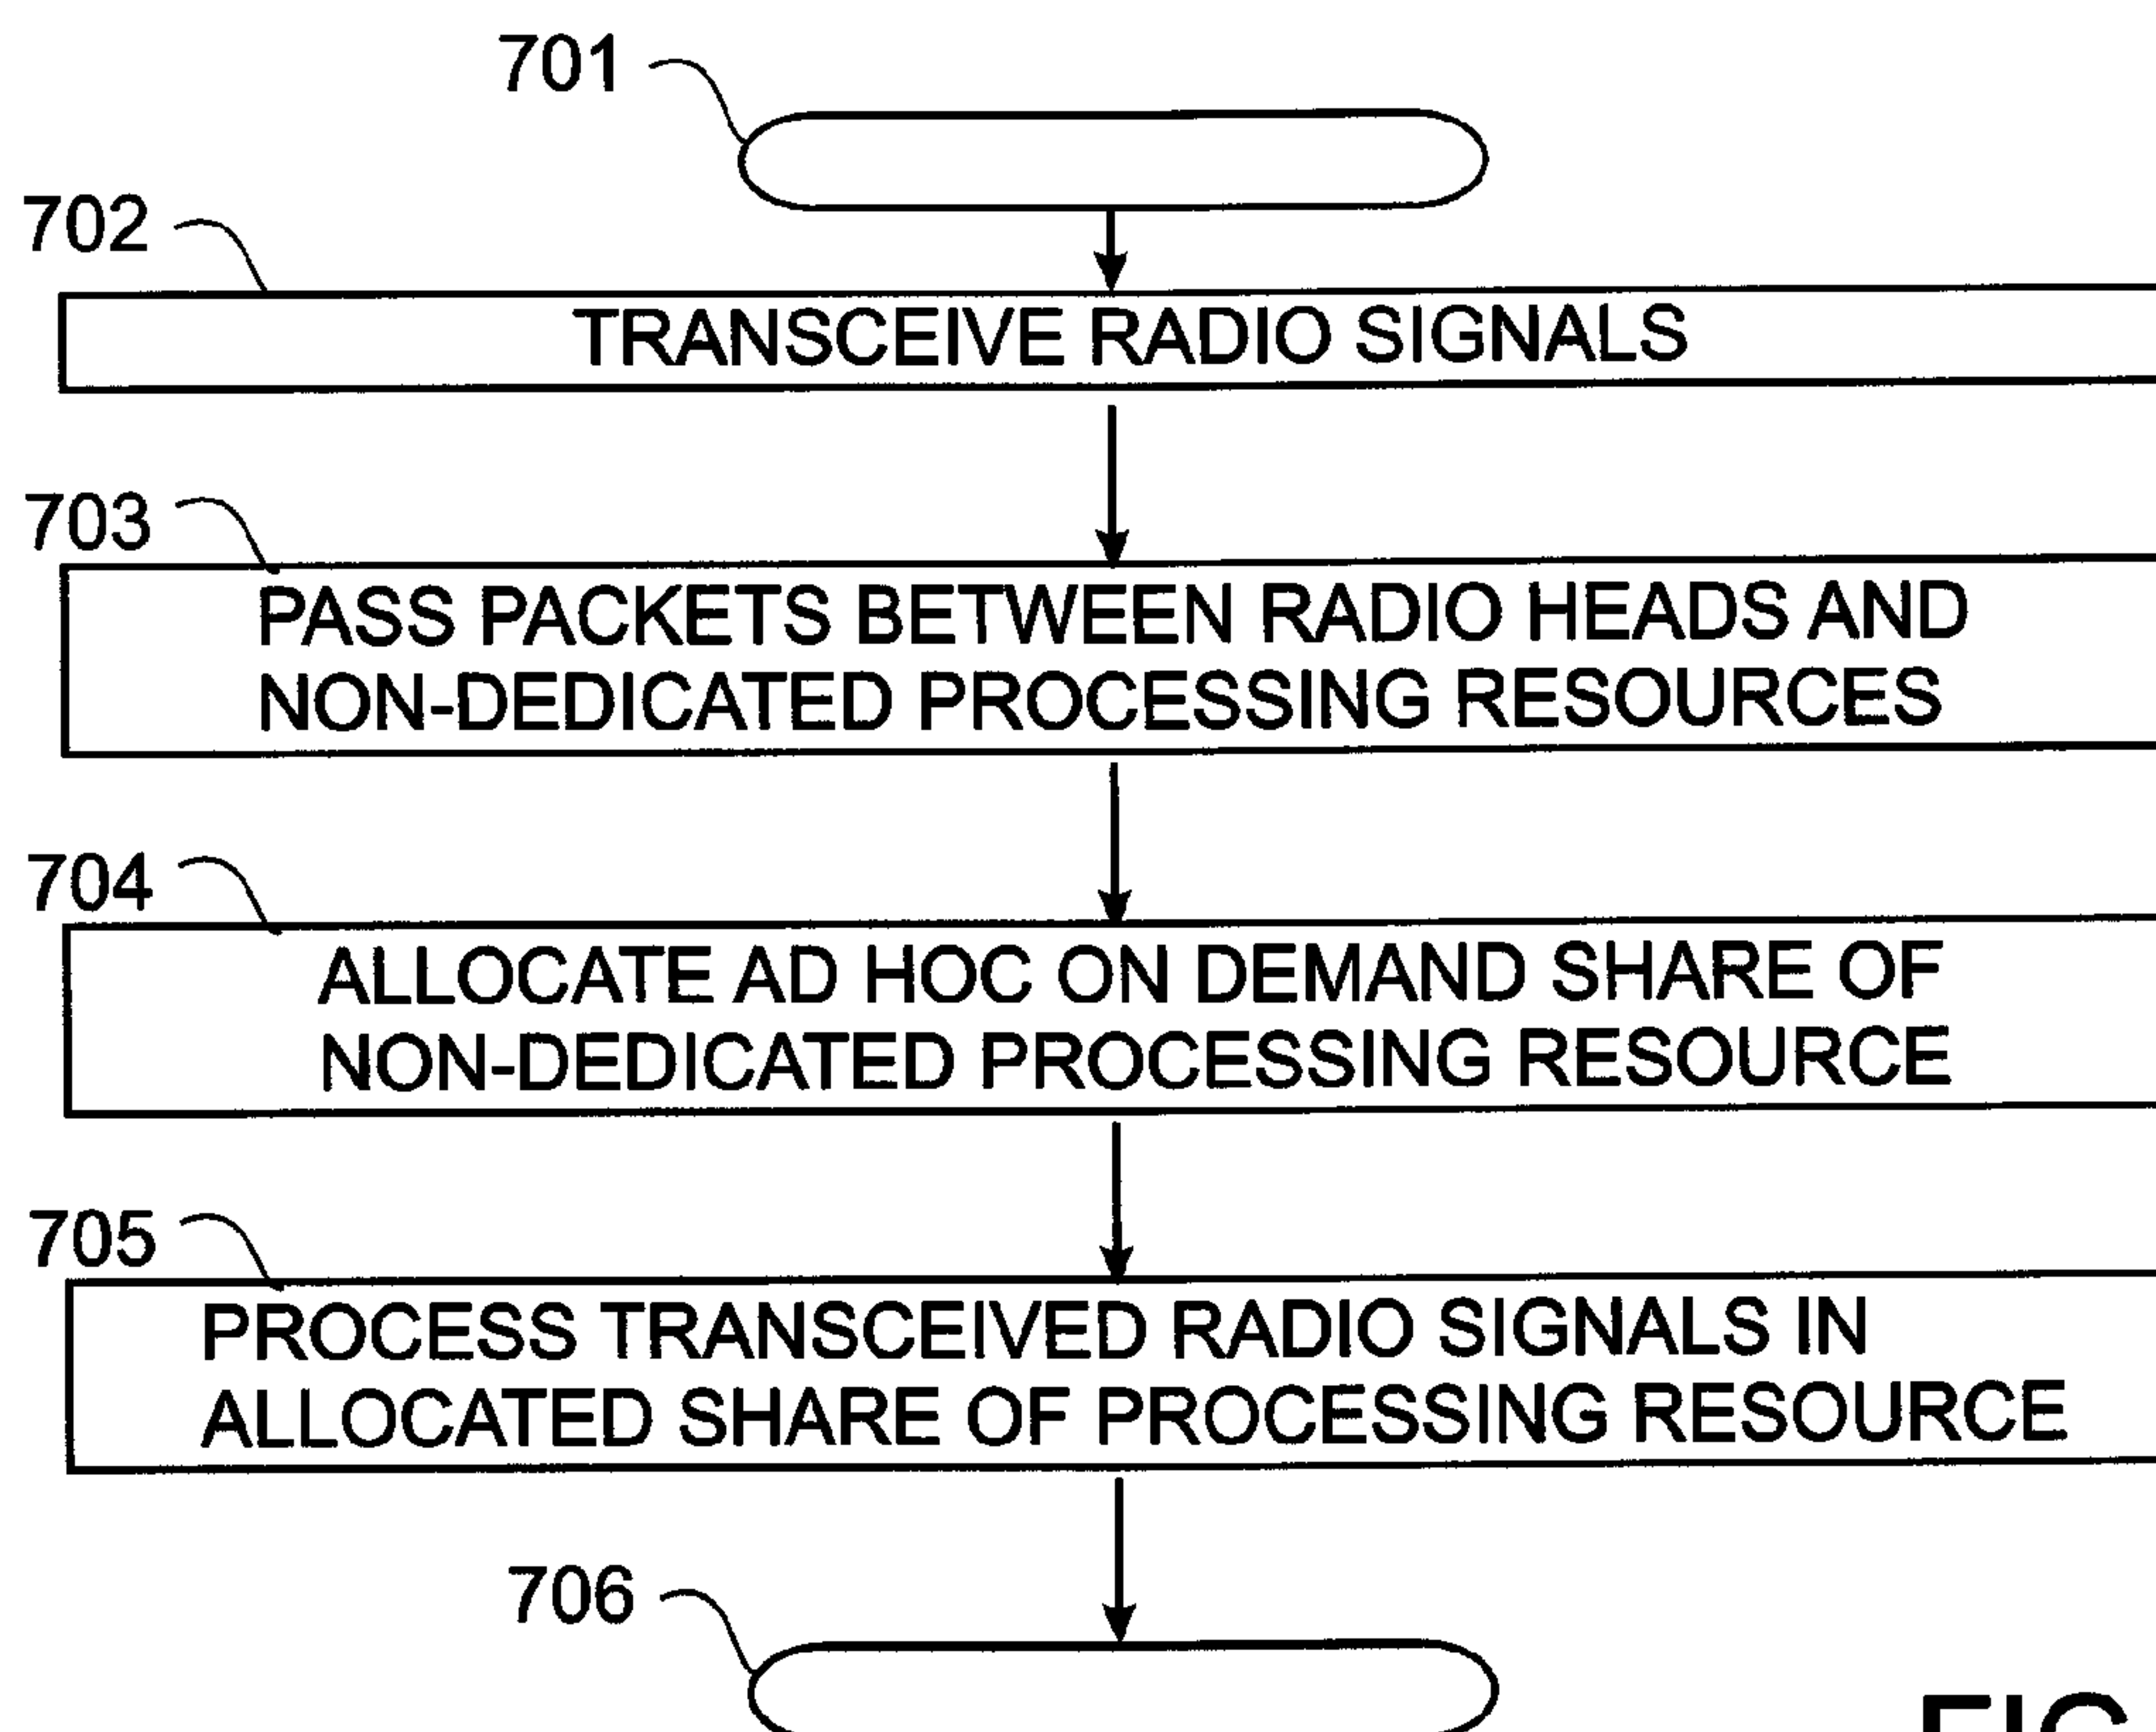 701
702
TRANSCEIVE RADIO SIGNALS
703
PASS PACKETS BETWEEN RADIO HEADS AND
NON-DEDICATED PROCESSING RESOURCES
704
ALLOCATE AD HOC ON DEMAND SHARE OF
NON-DEDICATED PROCESSING RESOURCE
705
PROCESS TRANSCEIVED RADIO SIGNALS IN
ALLOCATED SHARE OF PROCESSING RESOURCE
706